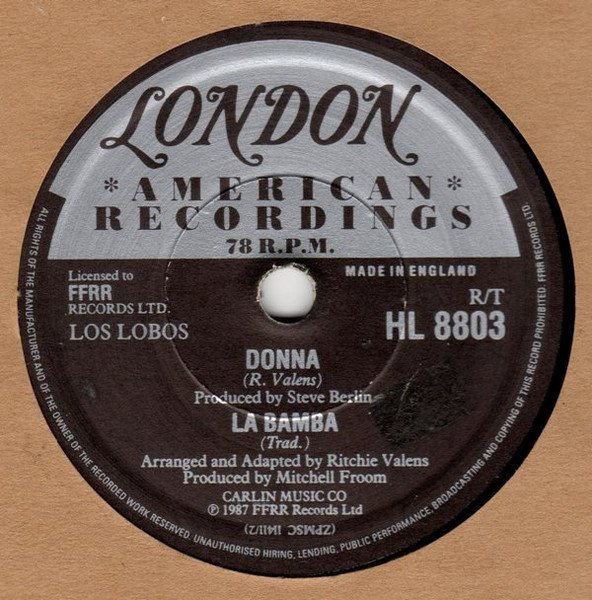 LONDON
*AMERICAN*
RECORDINGS
78 R.P.M.
MADE IN ENGLAND
Licensed to
FFRR
RECORDS LTD.
LOS LOBOS
R/T
HL 8803
DONNA
(R. Valens)
Produced by Steve Berlin
LA BAMBA
(Trad.)
Arranged and Adapted by Ritchie Valens
Produced by Mitchell Froom
CARLIN MUSIC CO
℗ 1987 FFRR Records Ltd
ALL RIGHTS OF THE MANUFACTURER AND OF THE OWNER OF THE RECORDED WORK RESERVED. UNAUTHORISED HIRING, LENDING, PUBLIC PERFORMANCE, BROADCASTING AND COPYING OF THIS RECORD PROHIBITED. FFRR RECORDS LTD.